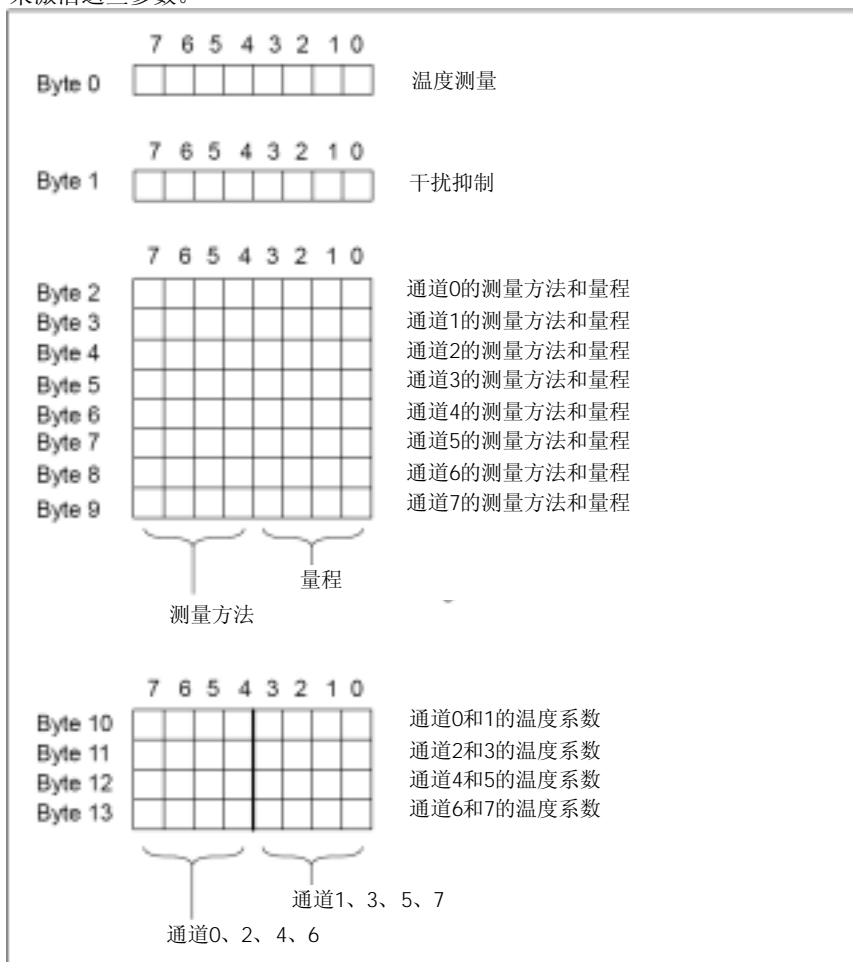 7 6 5 4 3 2 1 0
Byte 0 温度测量
7 6 5 4 3 2 1 0
Byte 1 干扰抑制
7 6 5 4 3 2 1 0
Byte 2 通道0的测量方法和量程
Byte 3 通道1的测量方法和量程
Byte 4 通道2的测量方法和量程
Byte 5 通道3的测量方法和量程
Byte 6 通道4的测量方法和量程
Byte 7 通道5的测量方法和量程
Byte 8 通道6的测量方法和量程
Byte 9 通道7的测量方法和量程
量程
测量方法
7 6 5 4 3 2 1 0
Byte 10 通道0和1的温度系数
Byte 11 通道2和3的温度系数
Byte 12 通道4和5的温度系数
Byte 13 通道6和7的温度系数
通道1、3、5、7
通道0、2、4、6